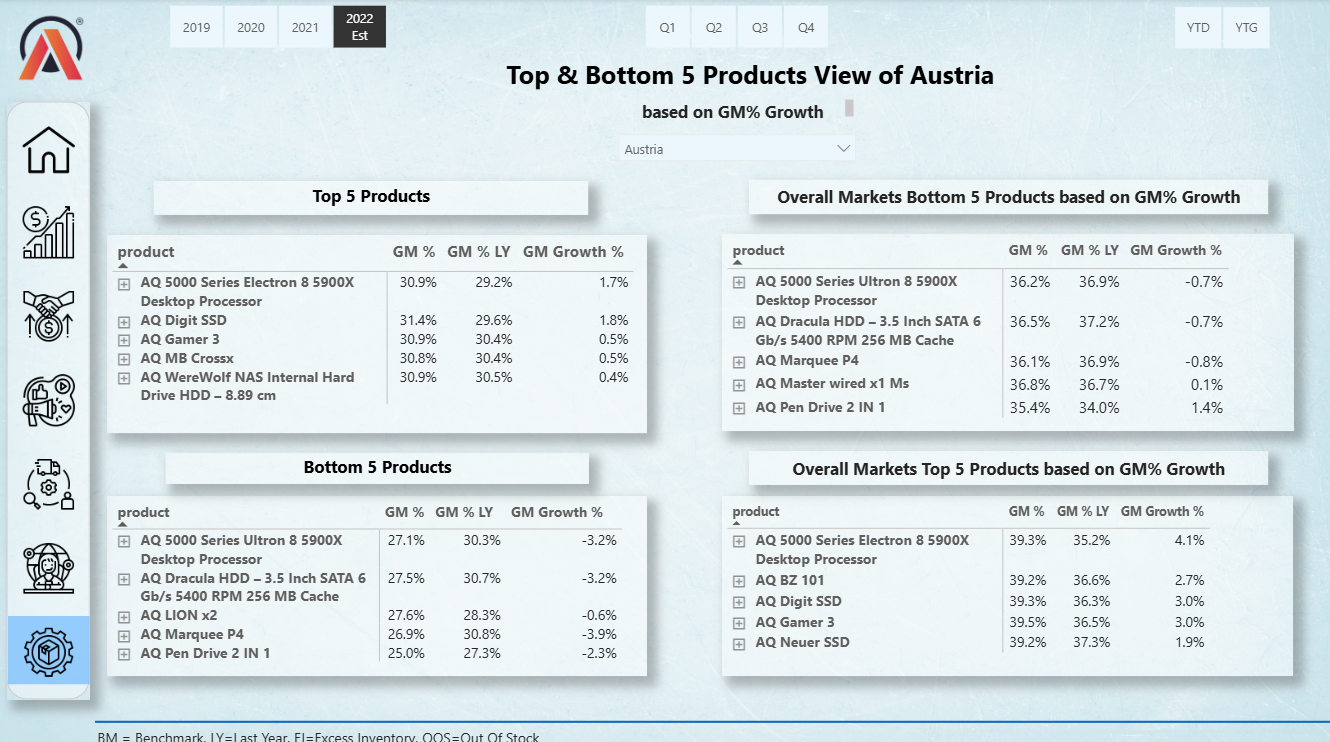 ®
2019 2020 2021 2022
Est
Q1 Q2 Q3 Q4
YTD YTG
Top & Bottom 5 Products View of Austria
based on GM% Growth
Austria
Top 5 Products
product GM % GM % LY GM Growth %
AQ 5000 Series Electron 8 5900X 30.9% 29.2% 1.7%
Desktop Processor
AQ Digit SSD 31.4% 29.6% 1.8%
AQ Gamer 3 30.9% 30.4% 0.5%
AQ MB Crossx 30.8% 30.4% 0.5%
AQ WereWolf NAS Internal Hard 30.9% 30.5% 0.4%
Drive HDD – 8.89 cm
Overall Markets Bottom 5 Products based on GM% Growth
product GM % GM % LY GM Growth %
AQ 5000 Series Ultron 8 5900X 36.2% 36.9% -0.7%
Desktop Processor
AQ Dracula HDD – 3.5 Inch SATA 6 36.5% 37.2% -0.7%
Gb/s 5400 RPM 256 MB Cache
AQ Marquee P4 36.1% 36.9% -0.8%
AQ Master wired x1 Ms 36.8% 36.7% 0.1%
AQ Pen Drive 2 IN 1 35.4% 34.0% 1.4%
Bottom 5 Products
product GM % GM % LY GM Growth %
AQ 5000 Series Ultron 8 5900X 27.1% 30.3% -3.2%
Desktop Processor
AQ Dracula HDD – 3.5 Inch SATA 6 27.5% 30.7% -3.2%
Gb/s 5400 RPM 256 MB Cache
AQ LION x2 27.6% 28.3% -0.6%
AQ Marquee P4 26.9% 30.8% -3.9%
AQ Pen Drive 2 IN 1 25.0% 27.3% -2.3%
Overall Markets Top 5 Products based on GM% Growth
product GM % GM % LY GM Growth %
AQ 5000 Series Electron 8 5900X 39.3% 35.2% 4.1%
Desktop Processor
AQ BZ 101 39.2% 36.6% 2.7%
AQ Digit SSD 39.3% 36.3% 3.0%
AQ Gamer 3 39.5% 36.5% 3.0%
AQ Neuer SSD 39.2% 37.3% 1.9%
BM = Benchmark, LY=Last Year, EI=Excess Inventory, OOS=Out Of Stock